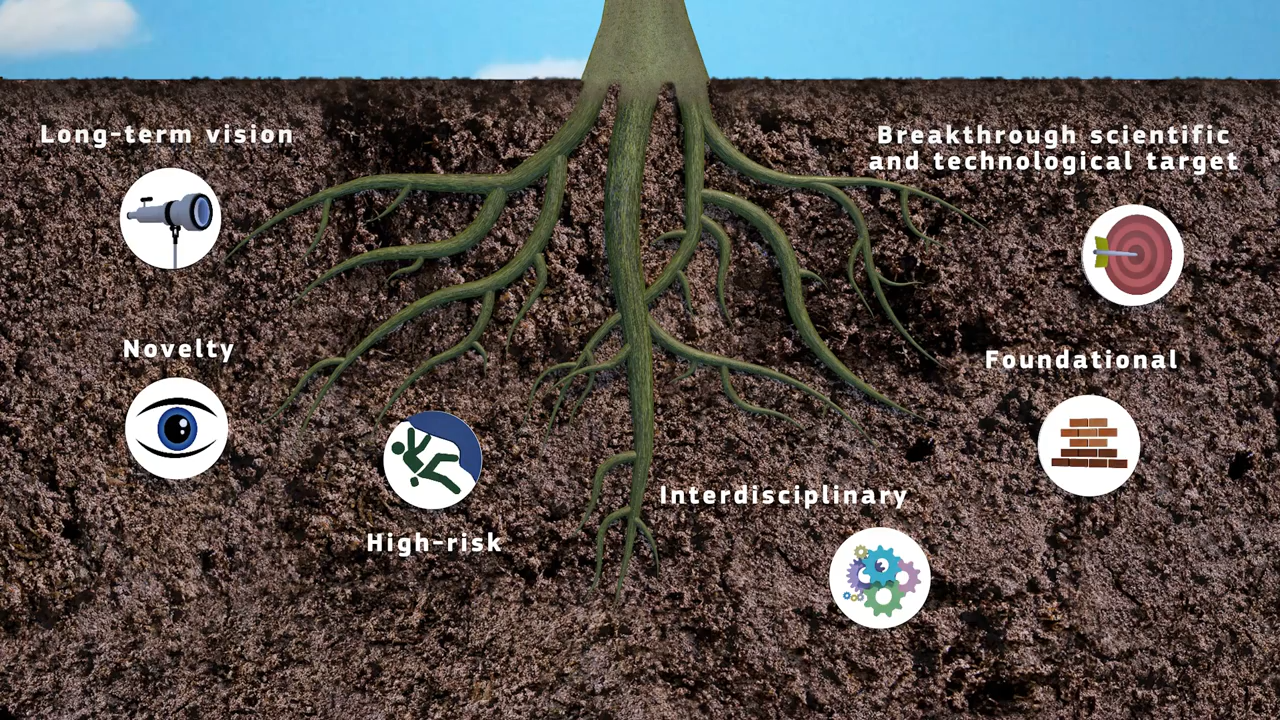 Long-term vision
Breakthrough scientific
and technological target
Novelty
Foundational
High-risk
Interdisciplinary